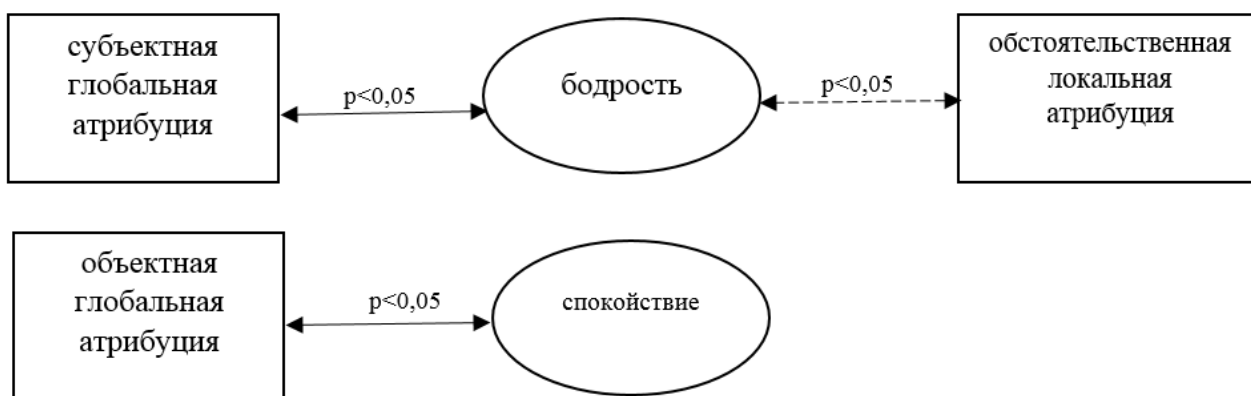 субъектная
глобальная
атрибуция
p<0,05
бодрость
p<0,05
обстоятельственная
локальная
атрибуция
объектная
глобальная
атрибуция
p<0,05
спокойствие